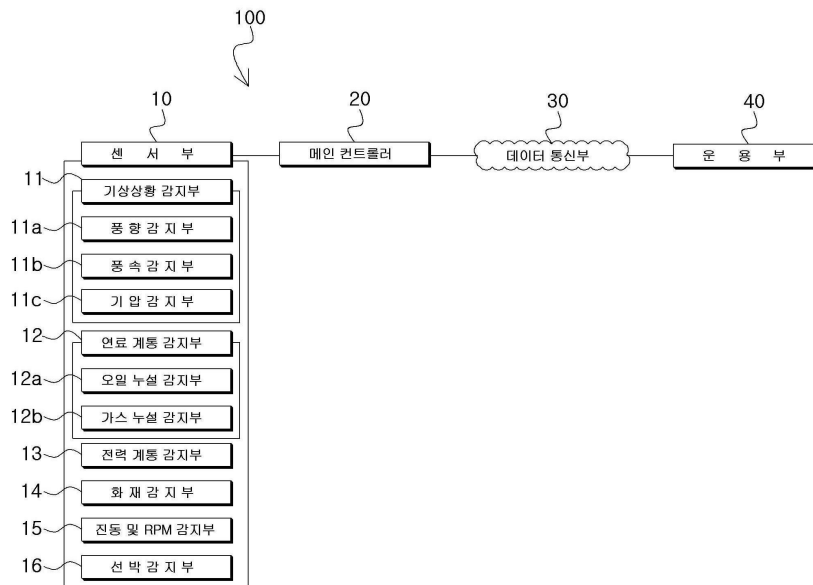 100
10
20
30
40
센 서 부
메인 컨트롤러
데이터 통신부
운 용 부
11
기상상황 감지부
11a
풍 향 감 지 부
11b
풍 속 감 지 부
11c
기 압 감 지 부
12
연료 계통 감지부
12a
오일 누설 감지부
12b
가스 누설 감지부
13
전력 계통 감지부
14
화 재 감 지 부
15
진동 및 RPM 감지부
16
선 박 감 지 부